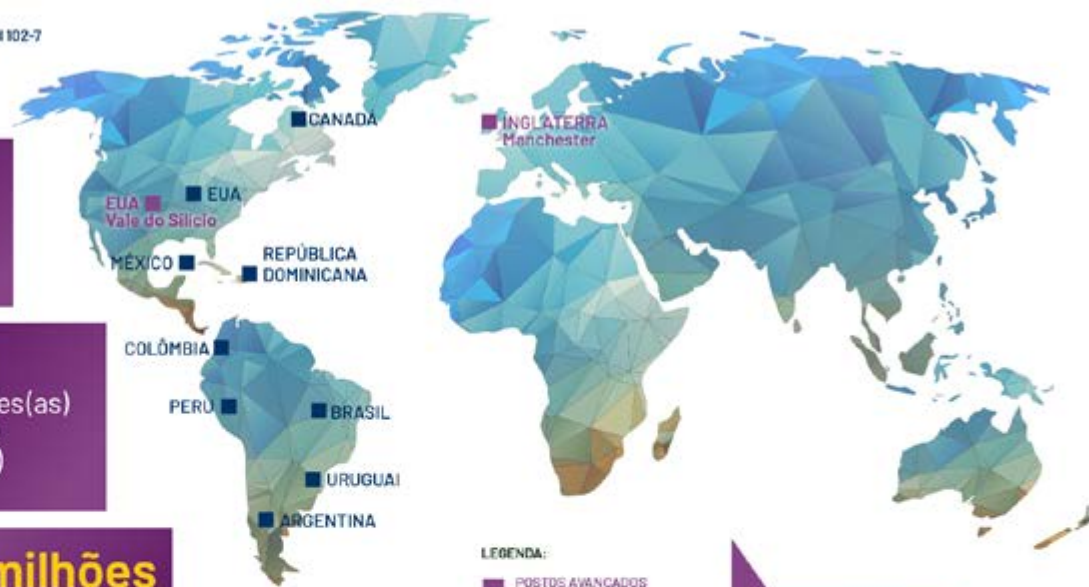 102-7
CANADÁ
INGLATERRA
Manchester
EUA
EUA
Vale do Silício
MÉXICO
REPÚBLICA
DOMINICANA
COLÔMBIA
es(as)
PERU
BRASIL
)
URUGUAI
ARGENTINA
milhões
LEGENDA:
POSTOS AVANÇADOS